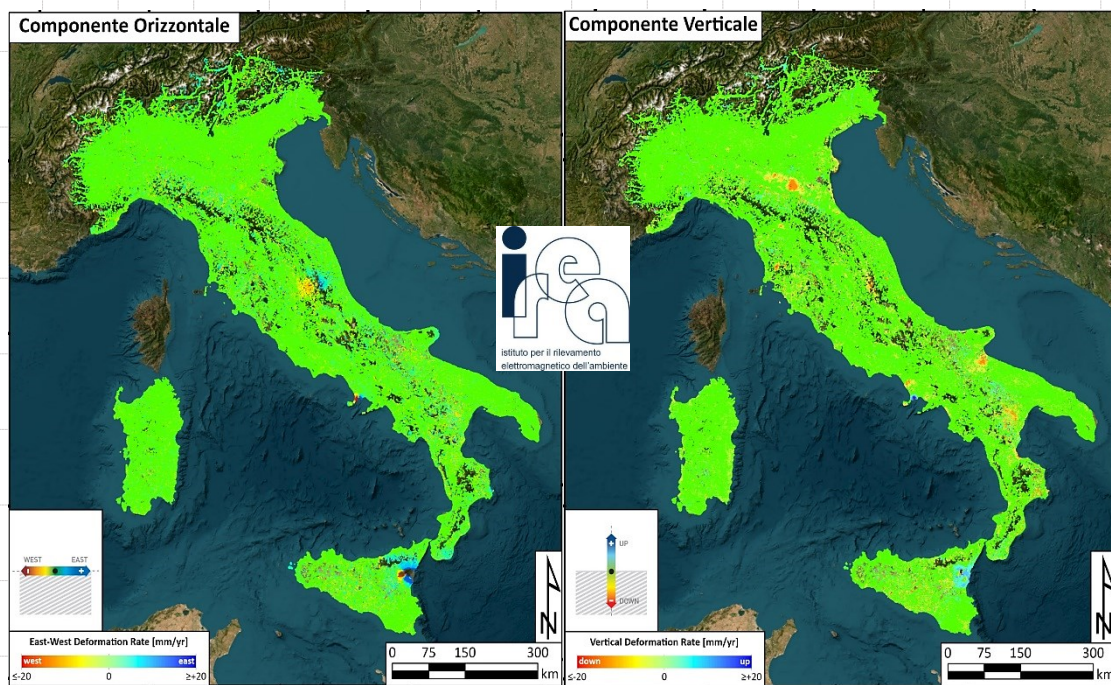 Componente Orizzontale
WEST
EAST
East-West Deformation Rate [mm/yr]
west
east
≤-20
0
≥+20
0
75
150
300
km
N
irea
istituto per il rilevamento
elettromagnetico dell'ambiente
Componente Verticale
UP
DOWN
Vertical Deformation Rate [mm/yr]
down
up
≤-20
0
≥+20
0
75
150
300
km
N